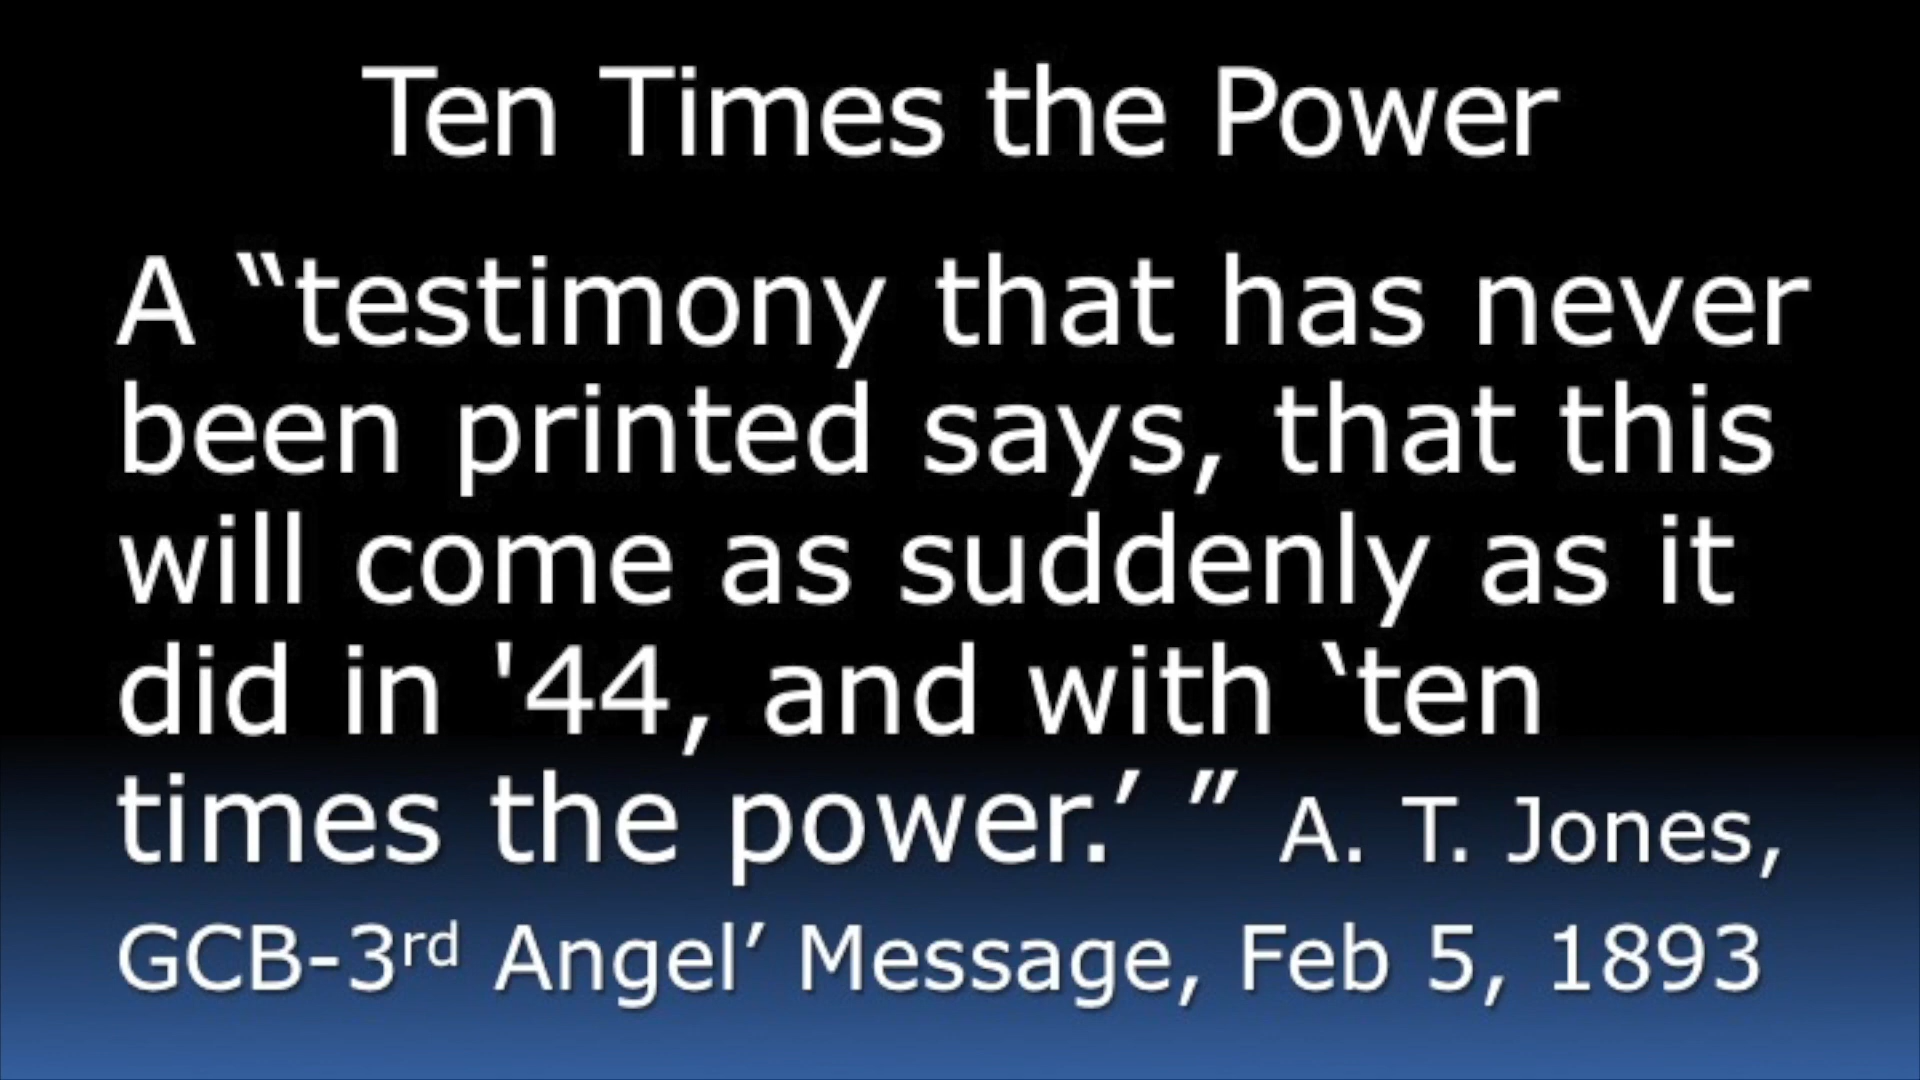 Ten Times the Power
A “testimony that has never
been printed says, that this
will come as suddenly as it
did in '44, and with ‘ten
times the power.’ ” A. T. Jones,
GCB-3rd Angel’ Message, Feb 5, 1893